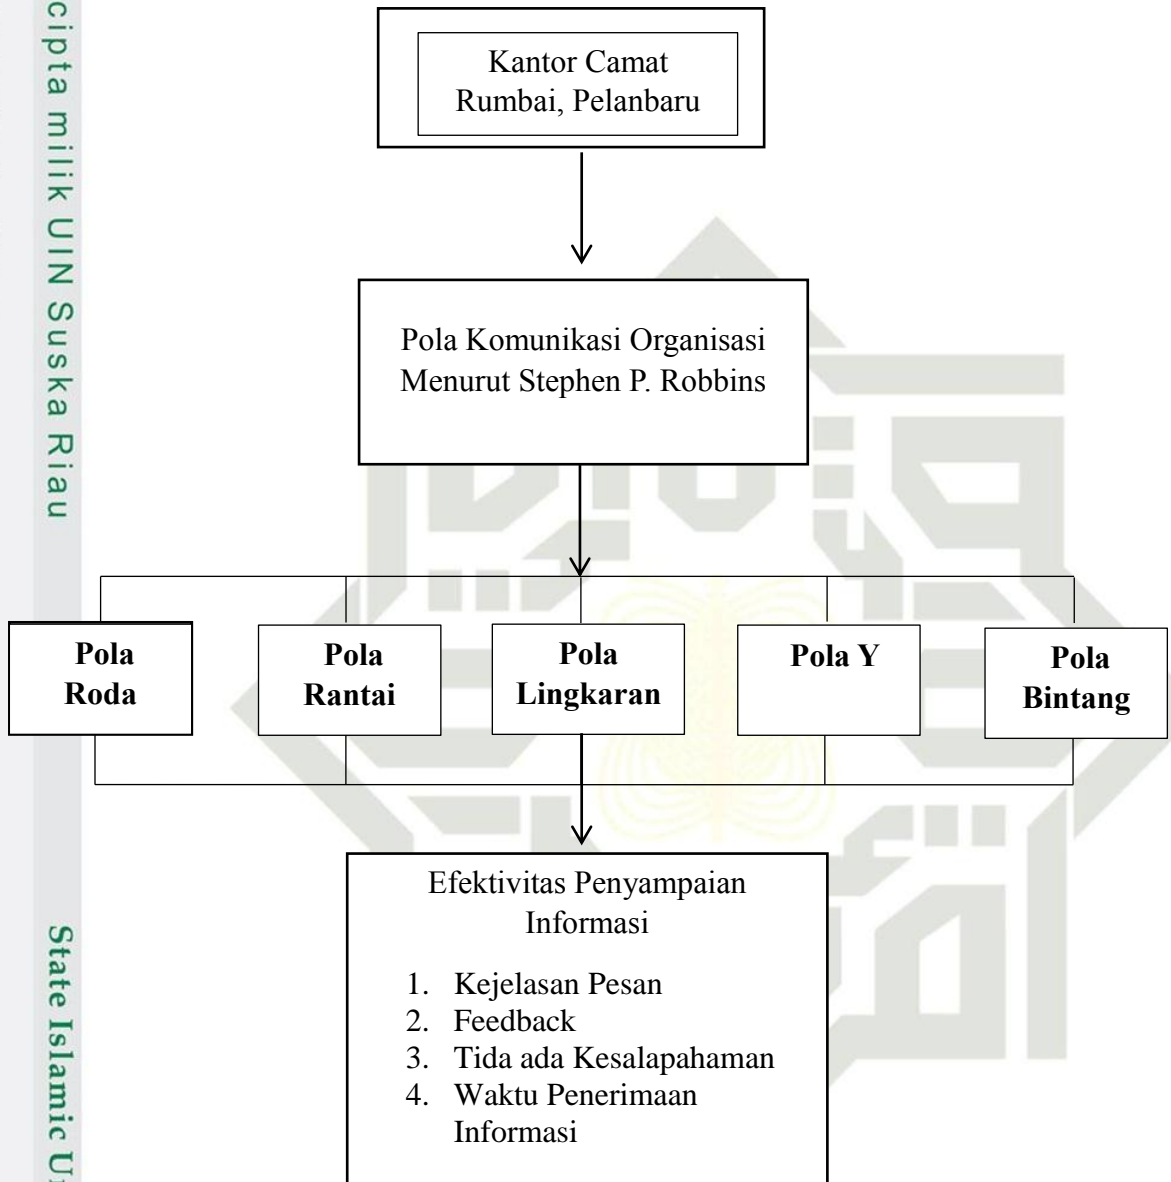 cipta milik UIN Suska Riau
State Islamic
Kantor Camat
Rumbai, Pelanbaru
Pola Komunikasi Organisasi
Menurut Stephen P. Robbins
Pola
Roda
Pola
Rantai
Pola
Lingkaran
Pola Y
Pola
Bintang
Efektivitas Penyampaian
Informasi
1. Kejelasan Pesan
2. Feedback
3. Tida ada Kesalapahaman
4. Waktu Penerimaan
Informasi